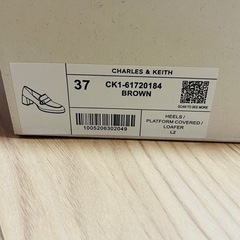 CHARLES & KEITH
37
CK1-61720184
BROWN
SCAN TO SEE MORE
1005206302049
HEELS /
PLATFORM COVERED /
LOAFER
L2